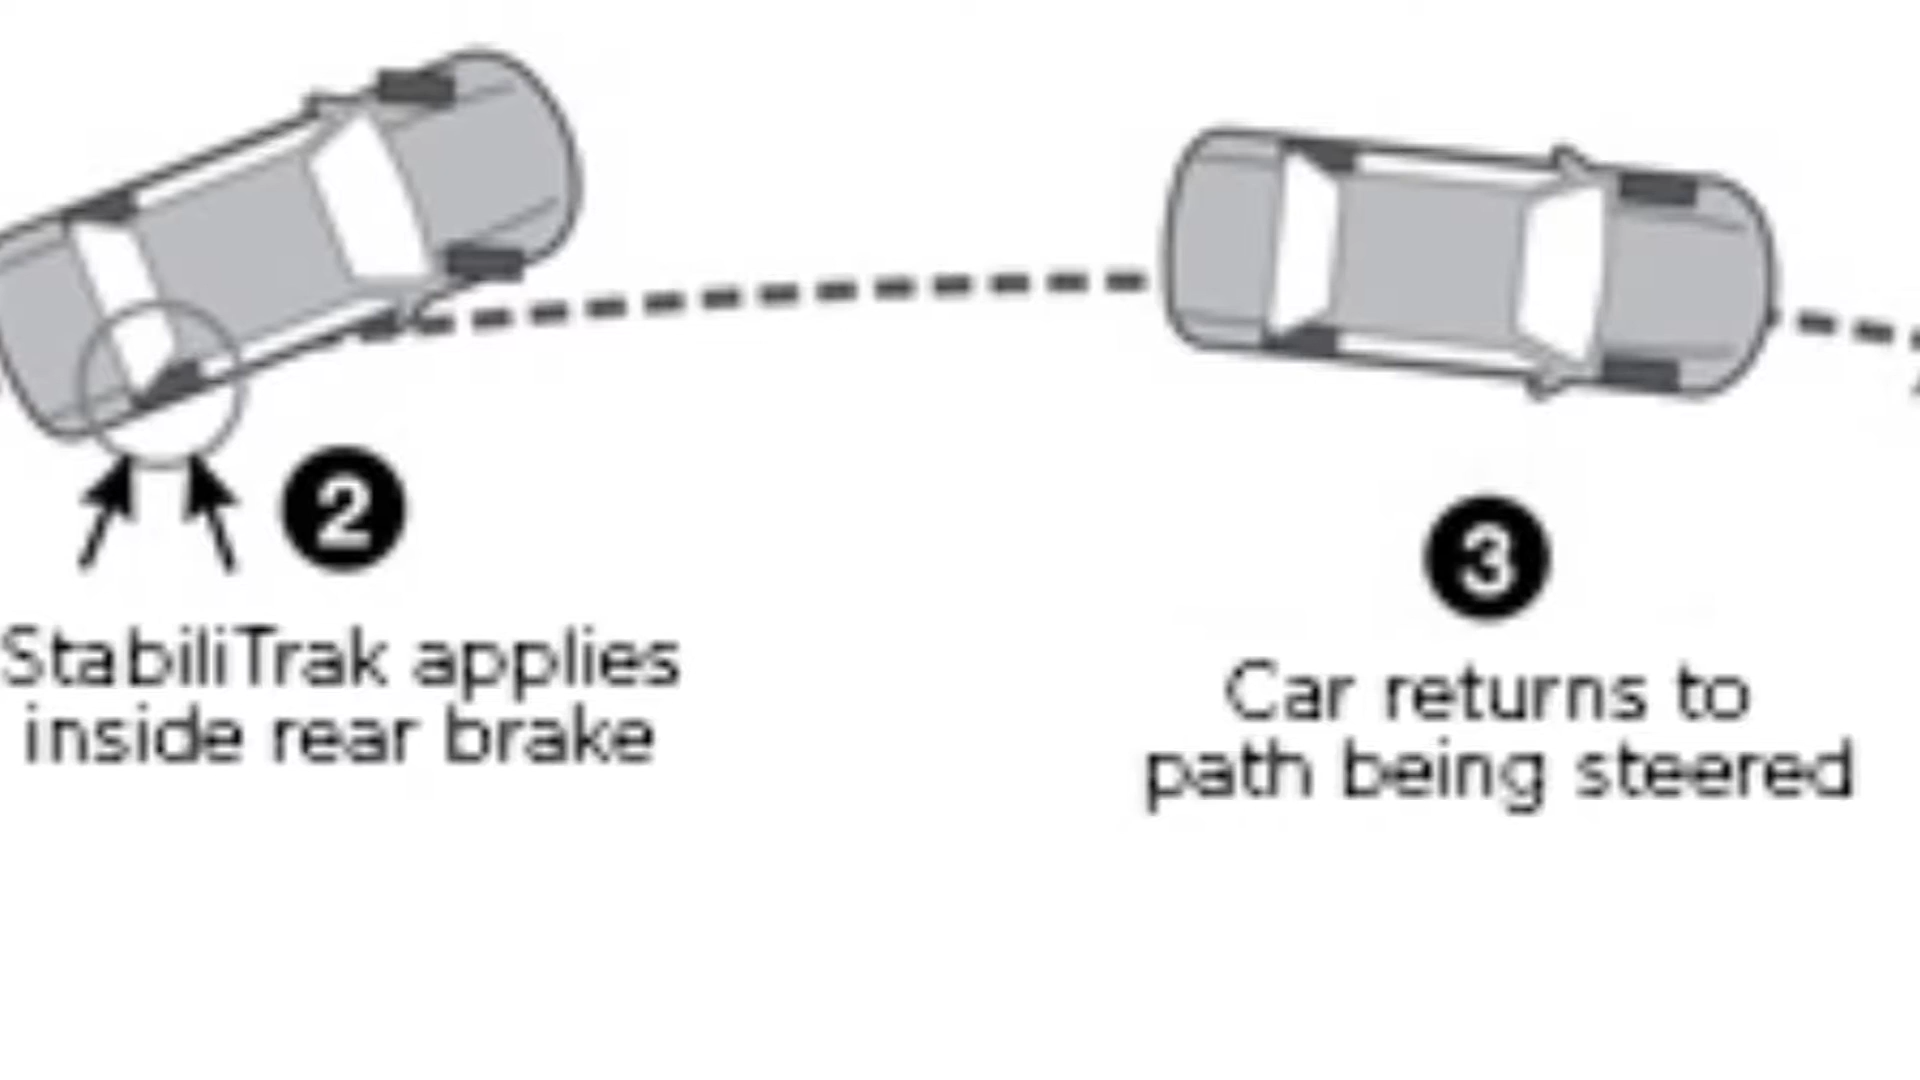 2
StabiliTrak applies
inside rear brake
3
Car returns to
path being steered